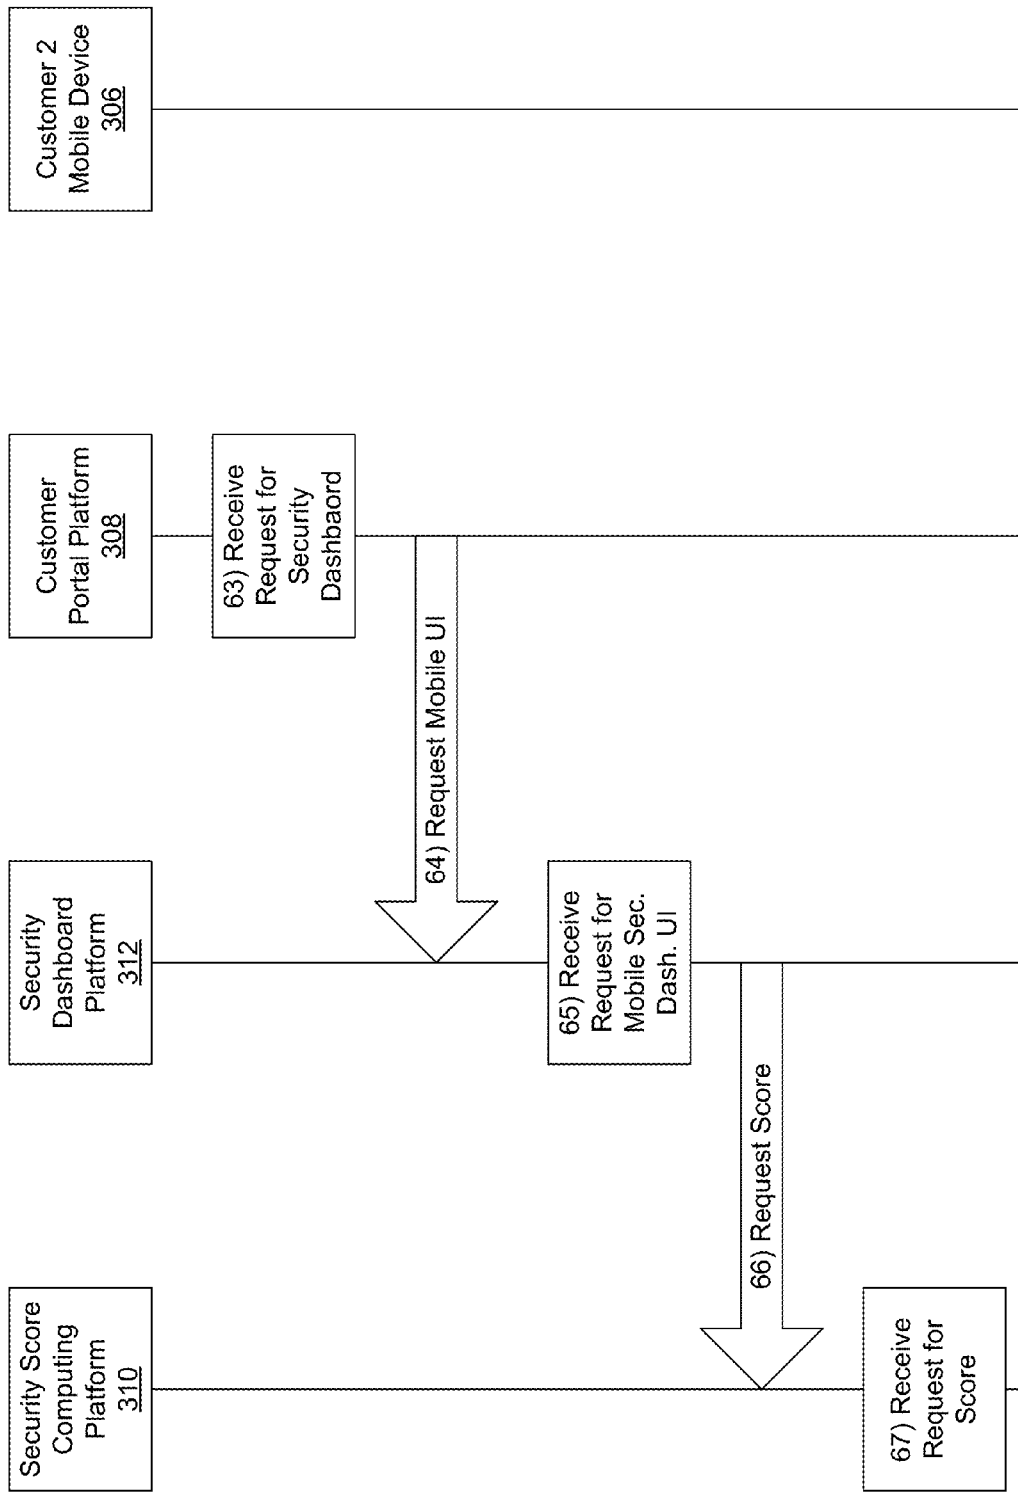 Security Score
Computing
Platform
310
Security
Dashboard
Platform
312
Customer
Portal Platform
308
Customer 2
Mobile Device
306
63) Receive
Request for
Security
Dashbaord
64) Request Mobile UI
65) Receive
Request for
Mobile Sec.
Dash. UI
66) Request Score
67) Receive
Request for
Score